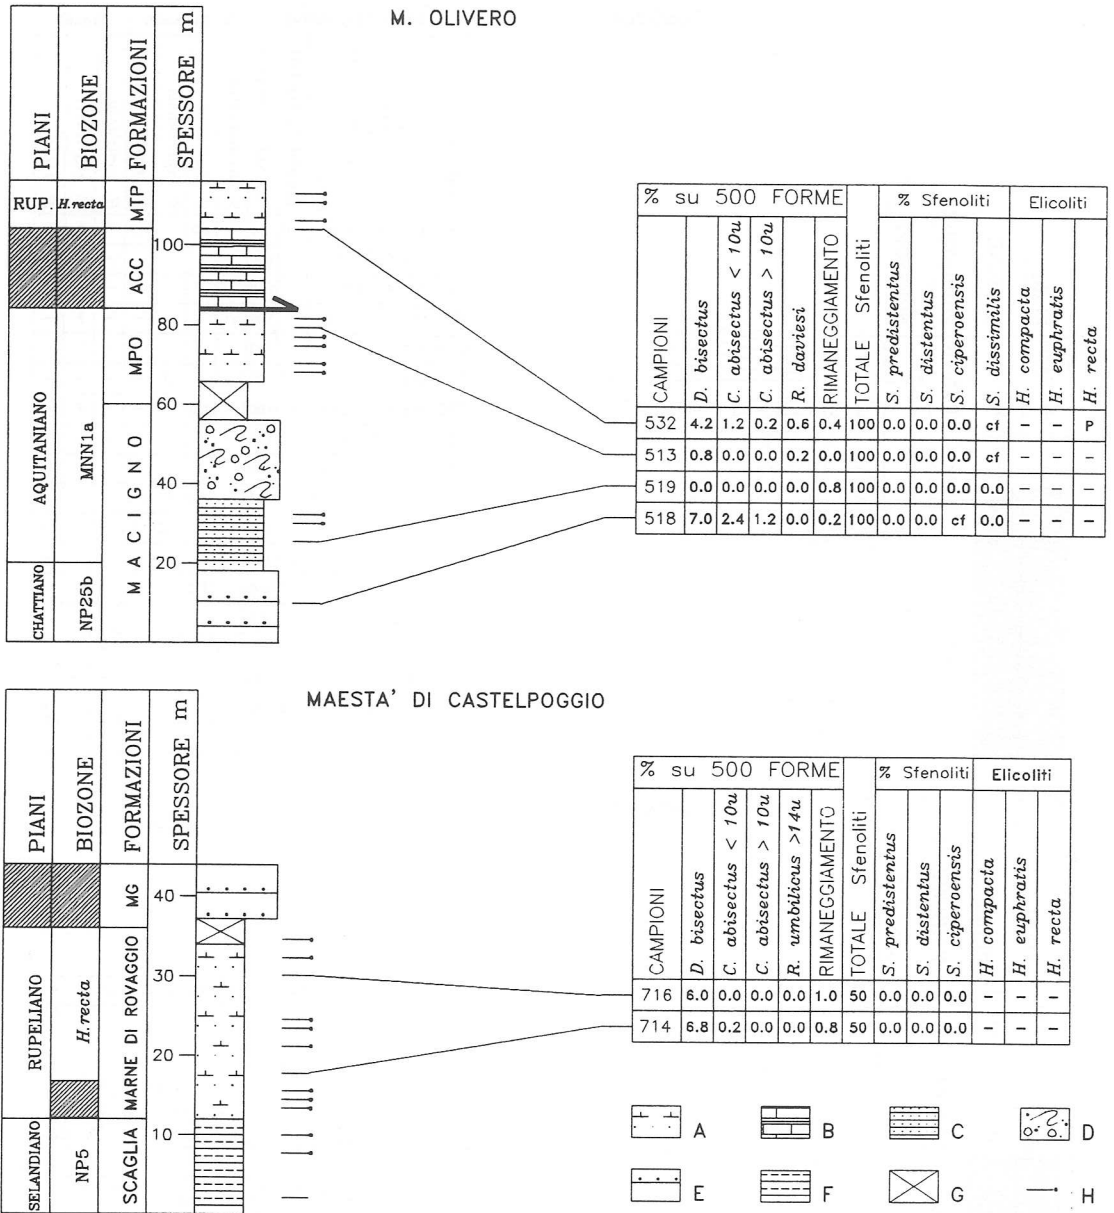 M. OLIVERO
PIANI
BIOZONE
FORMAZIONI
SPESSORE m
RUP.
H.recta
MTP
ACC
MPO
MACIGNO
AQUITANIANO
MNN1a
CHATTIANO
NP25b
100
80
60
40
20
% su 500 FORME
TOTALE Sfenoliti
% Sfenoliti
Elicoliti
CAMPIONI
D. bisectus
C. abisectus < 10u
C. abisectus > 10u
R. daviesi
RIMANEGGIAMENTO
S. predistentus
S. distentus
S. ciperoensis
S. dissimilis
H. compacta
H. euphratis
H. recta
532 4.2 1.2 0.2 0.6 0.4 100 0.0 0.0 0.0 cf – – P
513 0.8 0.0 0.0 0.2 0.0 100 0.0 0.0 0.0 cf – – –
519 0.0 0.0 0.0 0.0 0.8 100 0.0 0.0 0.0 0.0 – – –
518 7.0 2.4 1.2 0.0 0.2 100 0.0 0.0 cf 0.0 – – –
MAESTA' DI CASTELPOGGIO
PIANI
BIOZONE
FORMAZIONI
SPESSORE m
MG
RUPELIANO
H.recta
MARNE DI ROVAGGIO
SELANDIANO
NP5
SCAGLIA
40
30
20
10
% su 500 FORME
TOTALE Sfenoliti
% Sfenoliti
Elicoliti
CAMPIONI
D. bisectus
C. abisectus < 10u
C. abisectus > 10u
R. umbilicus >14u
RIMANEGGIAMENTO
S. predistentus
S. distentus
S. ciperoensis
H. compacta
H. euphratis
H. recta
716 6.0 0.0 0.0 0.0 1.0 50 0.0 0.0 0.0 – – –
714 6.8 0.2 0.0 0.0 0.8 50 0.0 0.0 0.0 – – –
A B C D
E F G H